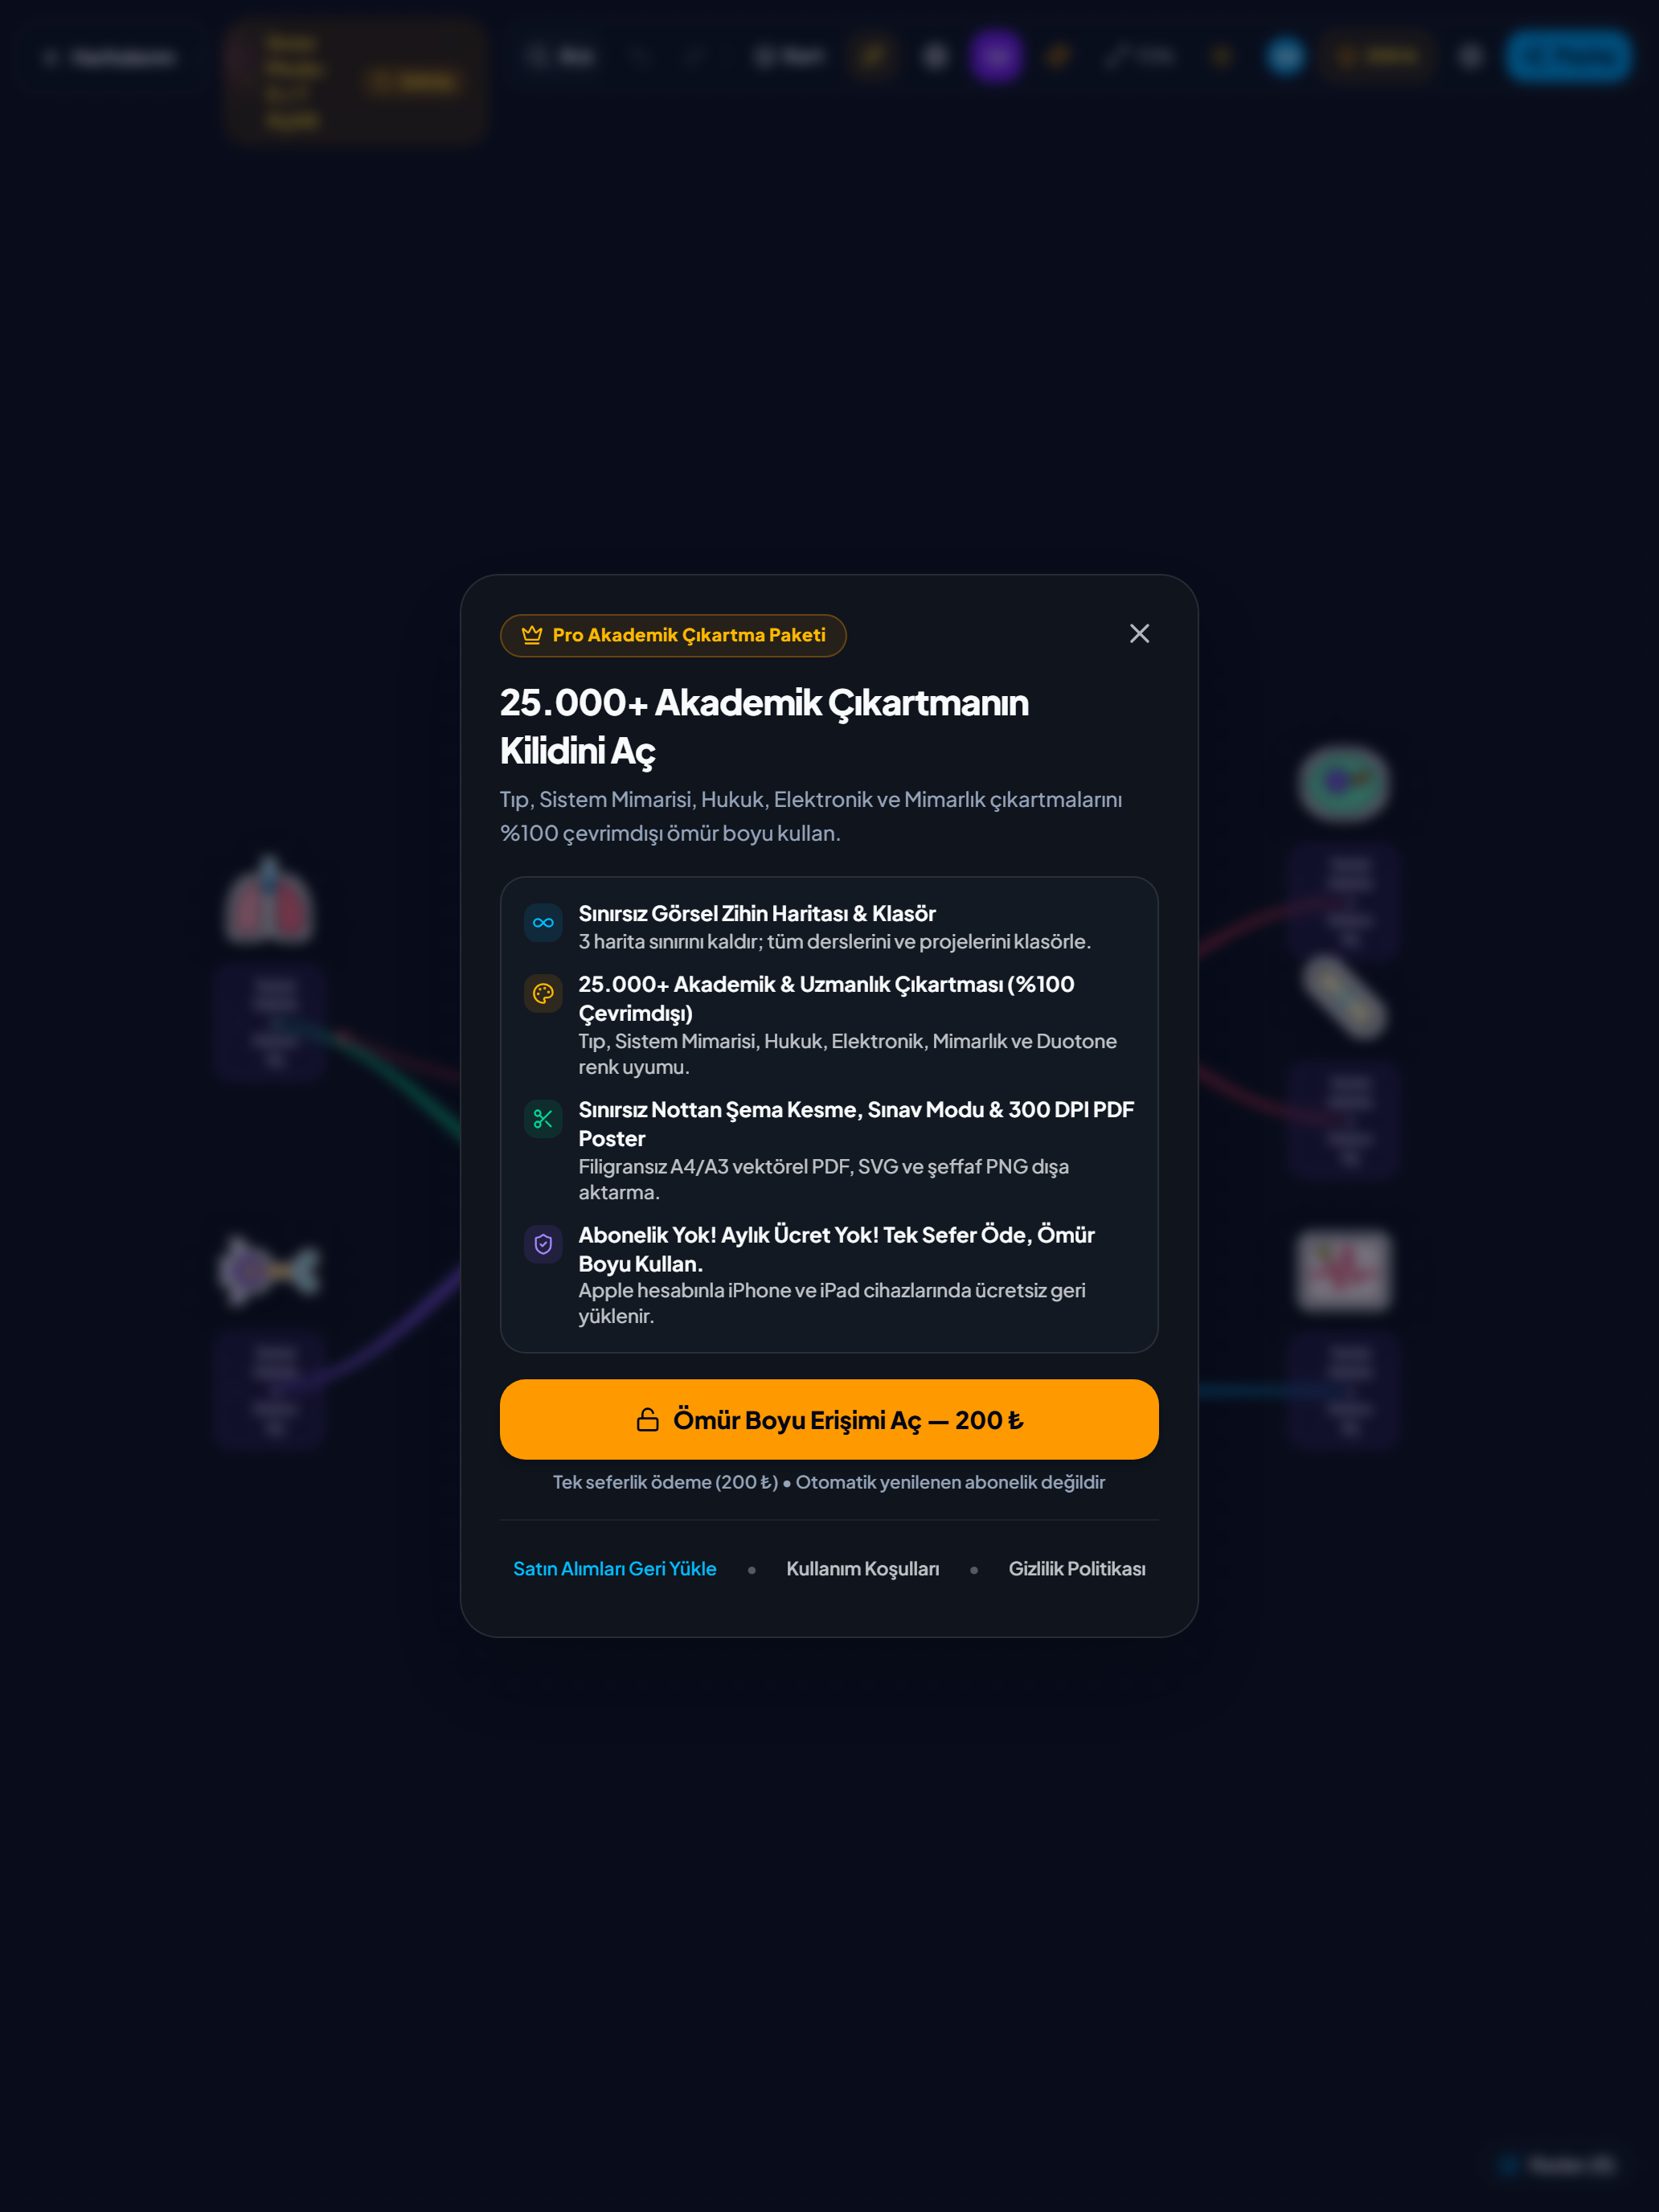 Pro Akademik Çıkartma Paketi
25.000+ Akademik Çıkartmanın
Kilidini Aç
Tıp, Sistem Mimarisi, Hukuk, Elektronik ve Mimarlık çıkartmalarını
%100 çevrimdışı ömür boyu kullan.
Sınırsız Görsel Zihin Haritası & Klasör
3 harita sınırını kaldır; tüm derslerini ve projelerini klasörle.
25.000+ Akademik & Uzmanlık Çıkartması (%100
Çevrimdışı)
Tıp, Sistem Mimarisi, Hukuk, Elektronik, Mimarlık ve Duotone
renk uyumu.
Sınırsız Nottan Şema Kesme, Sınav Modu & 300 DPI PDF
Poster
Filigransız A4/A3 vektörel PDF, SVG ve şeffaf PNG dışa
aktarma.
Abonelik Yok! Aylık Ücret Yok! Tek Sefer Öde, Ömür
Boyu Kullan.
Apple hesabınla iPhone ve iPad cihazlarında ücretsiz geri
yüklenir.
Ömür Boyu Erişimi Aç — 200 ₺
Tek seferlik ödeme (200 ₺) • Otomatik yenilenen abonelik değildir
Satın Alımları Geri Yükle • Kullanım Koşulları • Gizlilik Politikası